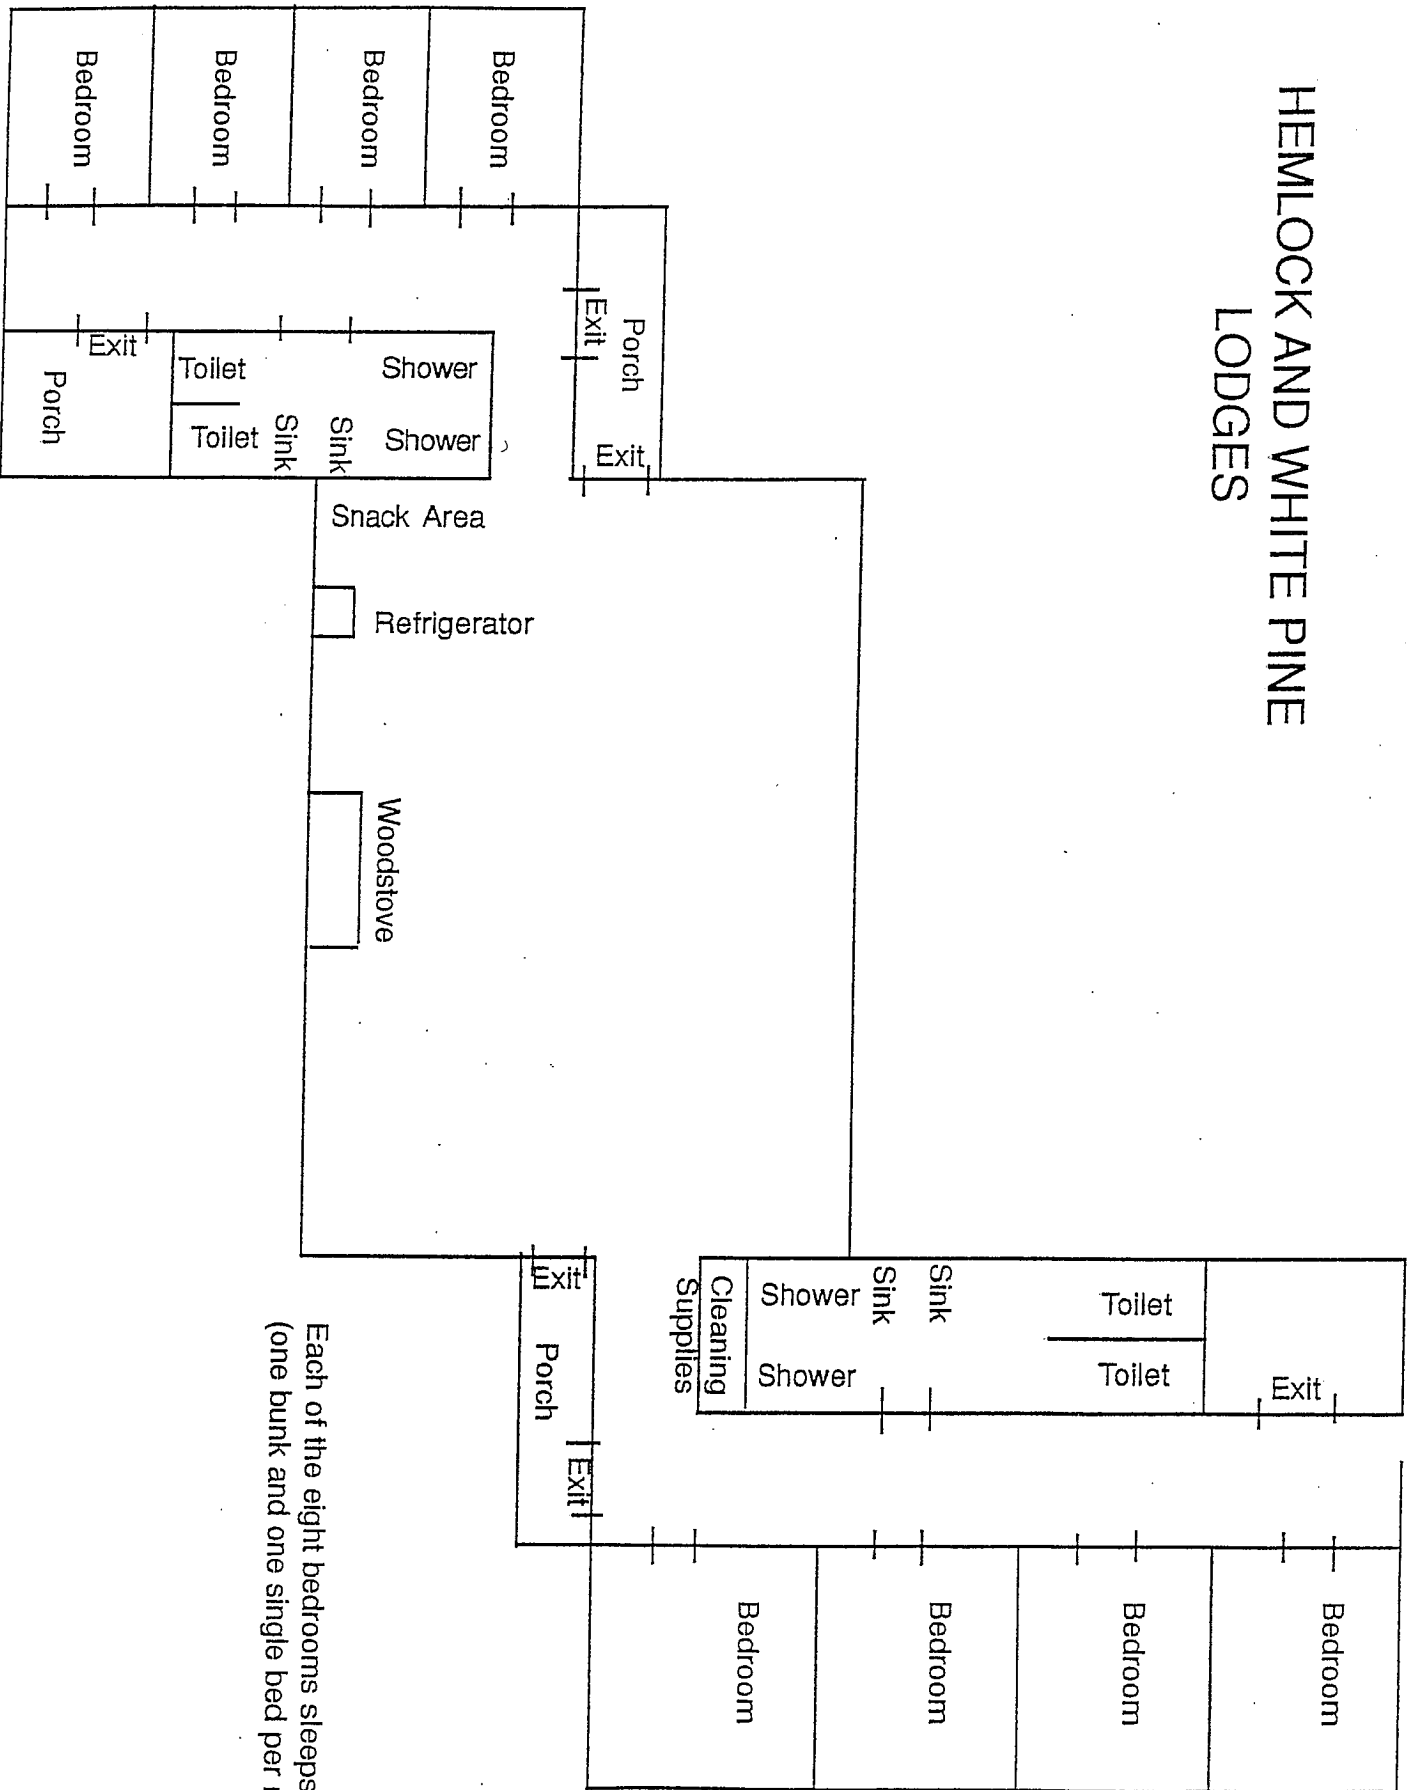 HEMLOCK AND WHITE PINE
LODGES
Bedroom
Bedroom
Bedroom
Bedroom
Exit
Porch
Exit
Exit
Porch
Toilet
Toilet
Sink
Sink
Shower
Shower
Snack Area
Refrigerator
Woodstove
Exit
Porch
Exit
Cleaning
Supplies
Shower
Shower
Sink
Sink
Toilet
Toilet
Exit
Bedroom
Bedroom
Bedroom
Bedroom
Each of the eight bedrooms sleeps
(one bunk and one single bed per